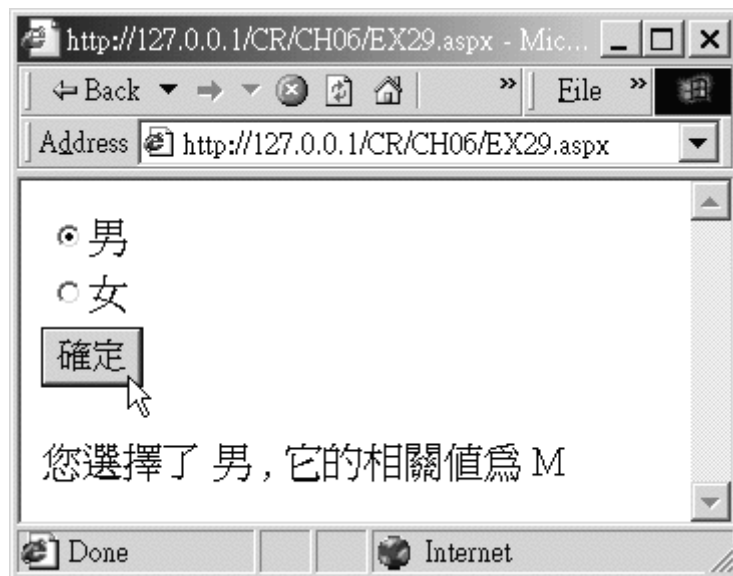 http://127.0.0.1/CR/CH06/EX29.aspx - Mic...
Back » File »
Address http://127.0.0.1/CR/CH06/EX29.aspx
男
女
確定
您選擇了 男 , 它的相關值為 M
Done Internet